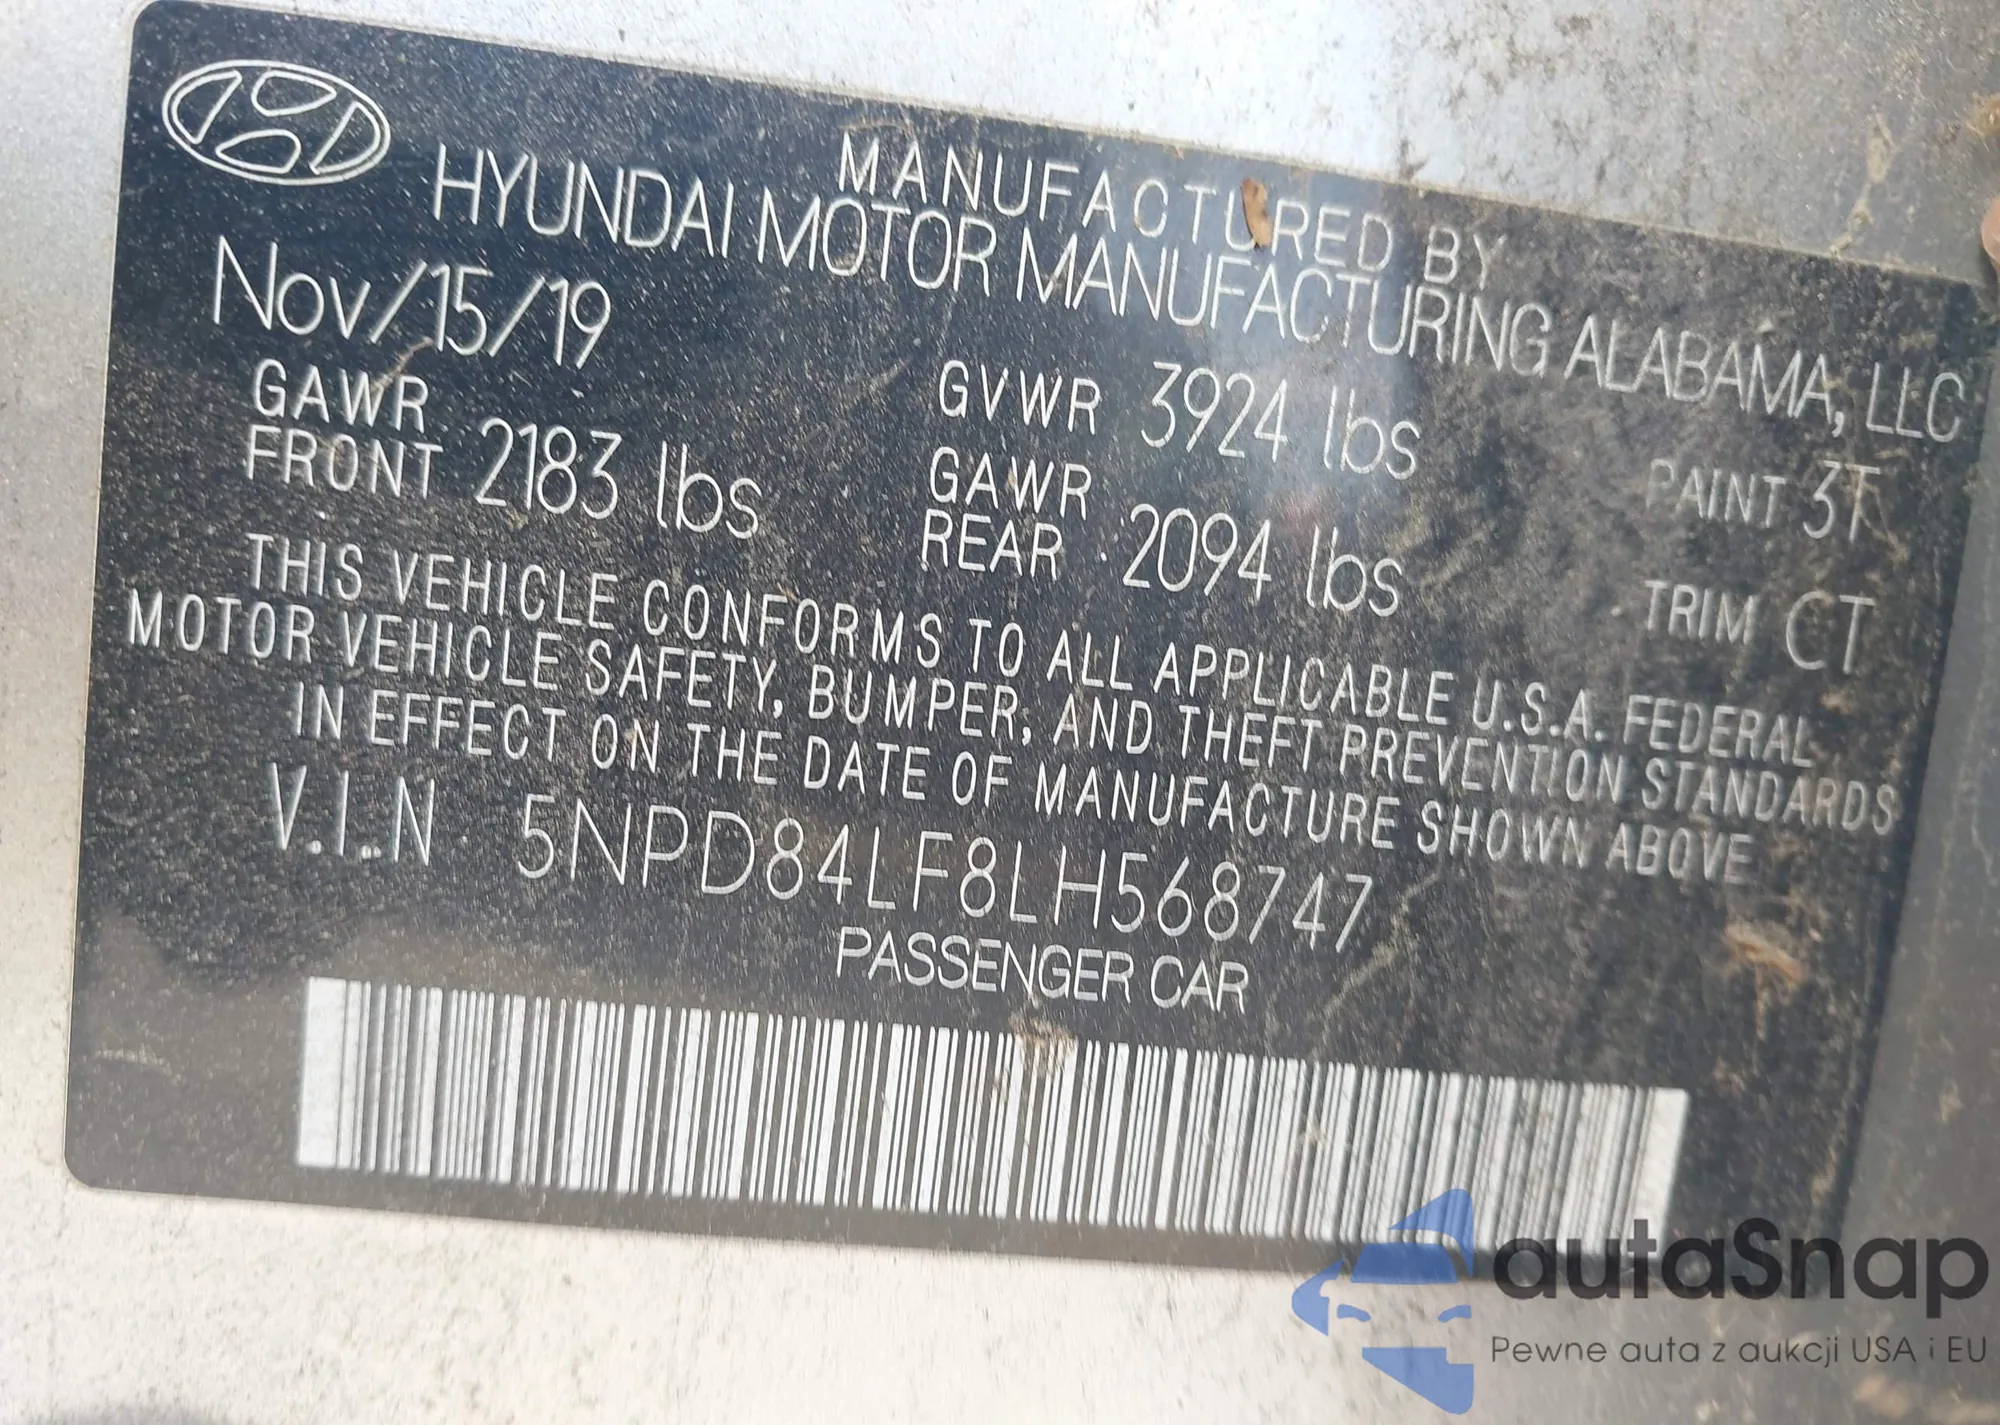 MANUFACTURED BY
HYUNDAI MOTOR MANUFACTURING ALABAMA, LLC
Nov/15/19
GVWR 3924 lbs
PAINT 3T
GAWR FRONT 2183 lbs
GAWR REAR 2094 lbs
TRIM CT
THIS VEHICLE CONFORMS TO ALL APPLICABLE U.S.A. FEDERAL
MOTOR VEHICLE SAFETY, BUMPER, AND THEFT PREVENTION STANDARDS
IN EFFECT ON THE DATE OF MANUFACTURE SHOWN ABOVE
V.I..N 5NPD84LF8LH568747
PASSENGER CAR
autaSnap
Pewne auta z aukcji USA i EU